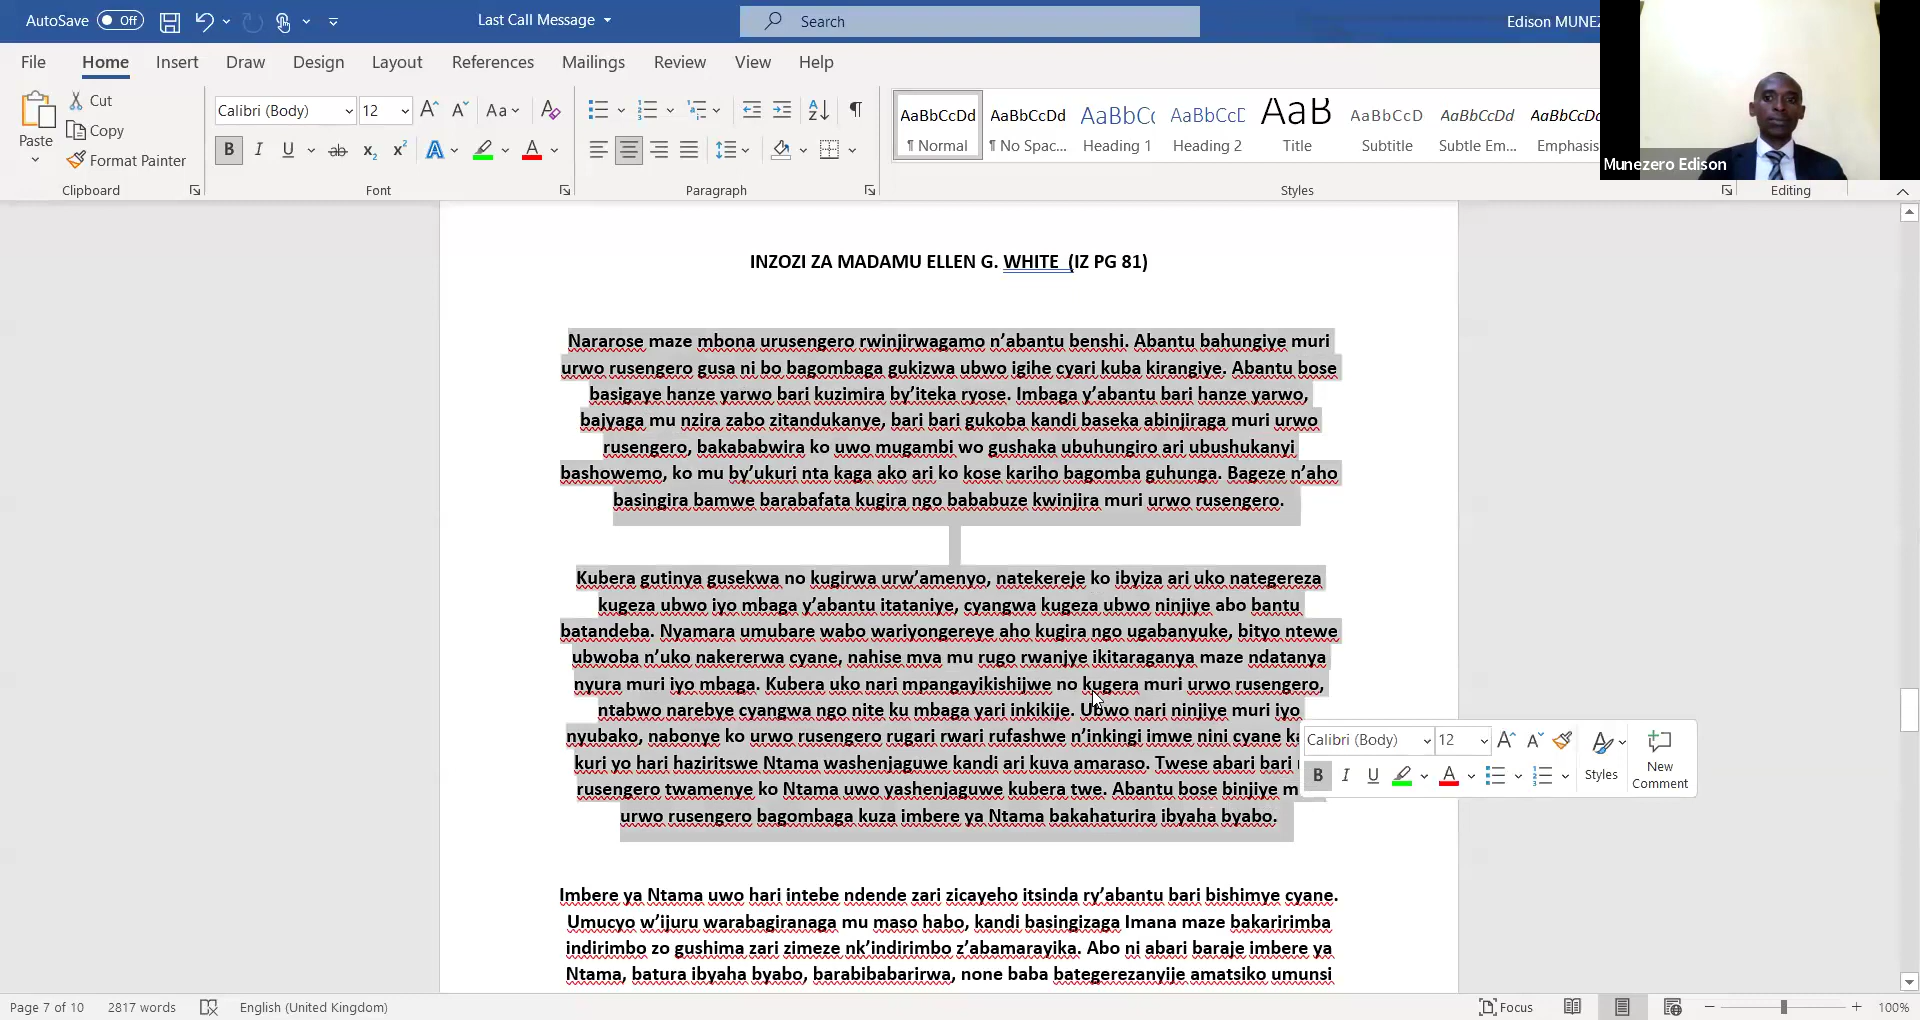 AutoSave Off Last Call Message Search Edison MUNEZ
File Home Insert Draw Design Layout References Mailings Review View Help
Paste Cut Copy Format Painter Clipboard
Calibri (Body) 12 Font
Paragraph
AaBbCcDd AaBbCcDd AaBbCc AaBbCcD AaB AaBbCcD AaBbCcDd AaBbCcDd
¶ Normal ¶ No Spac... Heading 1 Heading 2 Title Subtitle Subtle Em... Emphasis
Styles Editing
Munezero Edison
INZOZI ZA MADAMU ELLEN G. WHITE (IZ PG 81)
Nararose maze mbona urusengero rwinjirwagamo n’abantu benshi. Abantu bahungiye muri
urwo rusengero gusa ni bo bagombaga gukizwa ubwo igihe cyari kuba kirangiye. Abantu bose
basigaye hanze yarwo bari kuzimira by’iteka ryose. Imbaga y’abantu bari hanze yarwo,
bajyaga mu nzira zabo zitandukanye, bari bari gukoba kandi baseka abinjiraga muri urwo
rusengero, bakababwira ko uwo mugambi wo gushaka ubuhungiro ari ubushukanyi
bashowemo, ko mu by’ukuri nta kaga ako ari ko kose kariho bagomba guhunga. Bageze n’aho
basingira bamwe barabafata kugira ngo bababuze kwinjira muri urwo rusengero.
Kubera gutinya gusekwa no kugirwa urw’amenyo, natekereje ko ibyiza ari uko nategereza
kugeza ubwo iyo mbaga y’abantu itataniye, cyangwa kugeza ubwo ninjiye abo bantu
batandeba. Nyamara umubare wabo wariyongereye aho kugira ngo ugabanyuke, bityo ntewe
ubwoba n’uko nakererwa cyane, nahise mva mu rugo rwanjye ikitaraganya maze ndatanya
nyura muri iyo mbaga. Kubera uko nari mpangayikishijwe no kugera muri urwo rusengero,
ntabwo narebye cyangwa ngo nite ku mbaga yari inkikije. Ubwo nari ninjiye muri iyo
nyubako, nabonye ko urwo rusengero rugari rwari rufashwe n’inkingi imwe nini cyane
kuri yo hari haziritswe Ntama washenjaguwe kandi ari kuva amaraso. Twese abari bari
rusengero twamenye ko Ntama uwo yashenjaguwe kubera twe. Abantu bose binjiye
urwo rusengero bagombaga kuza imbere ya Ntama bakahaturira ibyaha byabo.
Calibri (Body) 12
Styles New Comment
Imbere ya Ntama uwo hari intebe ndende zari zicayeho itsinda ry’abantu bari bishimye cyane.
Umucyo w’ijuru warabagiranaga mu maso habo, kandi basingizaga Imana maze bakaririmba
indirimbo zo gushima zari zimeze nk’indirimbo z’abamarayika. Abo ni abari baraje imbere ya
Ntama, batura ibyaha byabo, barabibabarirwa, none baba bategerezanyije amatsiko umunsi
Page 7 of 10 2817 words English (United Kingdom) Focus 100%